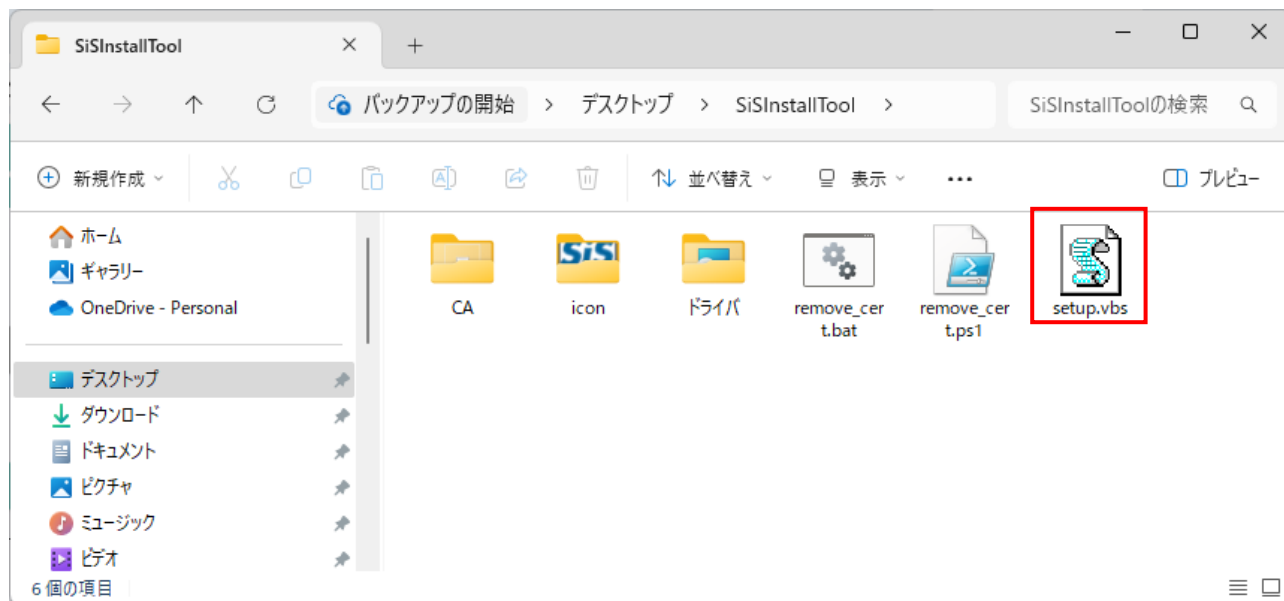 SiSInstallTool
バックアップの開始 > デスクトップ > SiSInstallTool >
SiSInstallToolの検索
新規作成
並べ替え
表示
プレビュー
ホーム
ギャラリー
OneDrive - Personal
デスクトップ
ダウンロード
ドキュメント
ピクチャ
ミュージック
ビデオ
SiS
CA
icon
ドライバ
remove_cer
t.bat
remove_cer
t.ps1
setup.vbs
6 個の項目